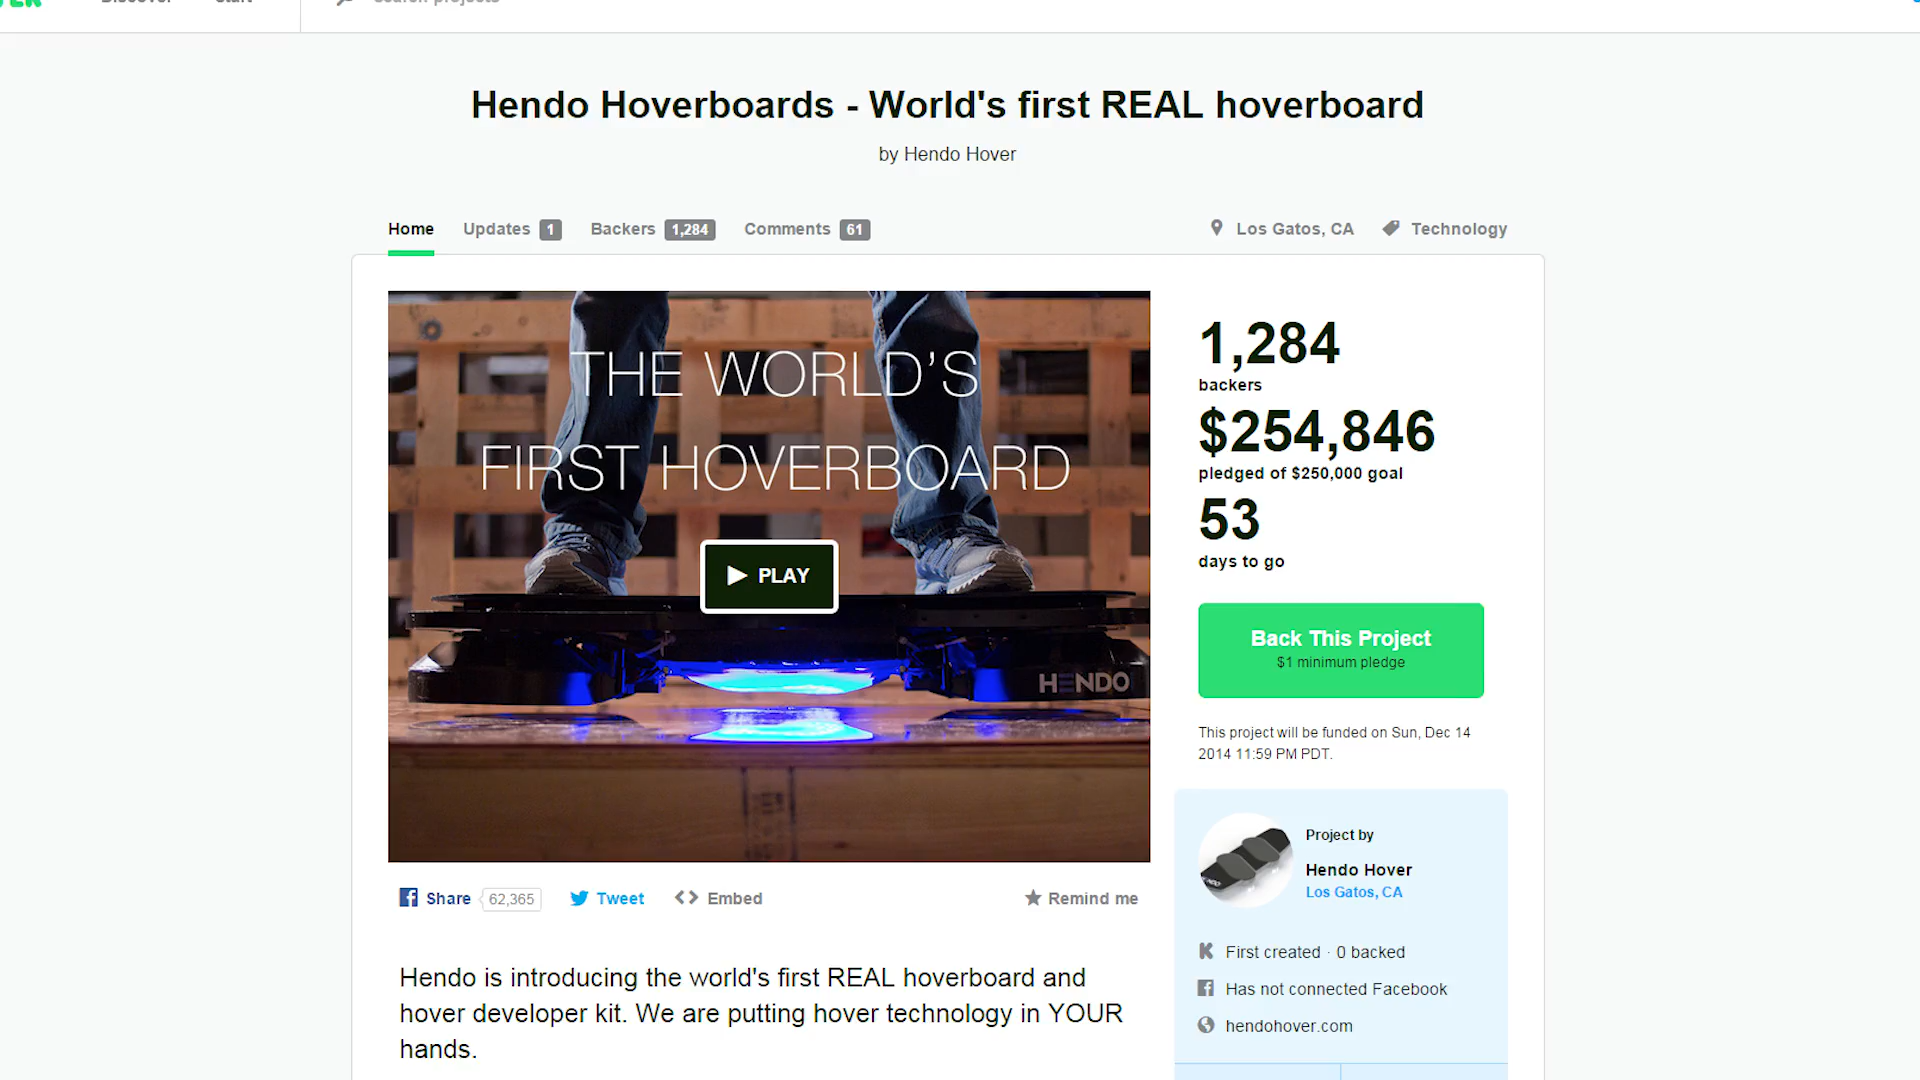 Hendo Hoverboards - World's first REAL hoverboard
by Hendo Hover
Home Updates 1 Backers 1,284 Comments 61 Los Gatos, CA Technology
THE WORLD'S
FIRST HOVERBOARD
PLAY
HENDO
1,284
backers
$254,846
pledged of $250,000 goal
53
days to go
Back This Project
$1 minimum pledge
This project will be funded on Sun, Dec 14
2014 11:59 PM PDT.
Project by
Hendo Hover
Los Gatos, CA
First created · 0 backed
Has not connected Facebook
hendohover.com
Share 62,365 Tweet Embed Remind me
Hendo is introducing the world's first REAL hoverboard and
hover developer kit. We are putting hover technology in YOUR
hands.